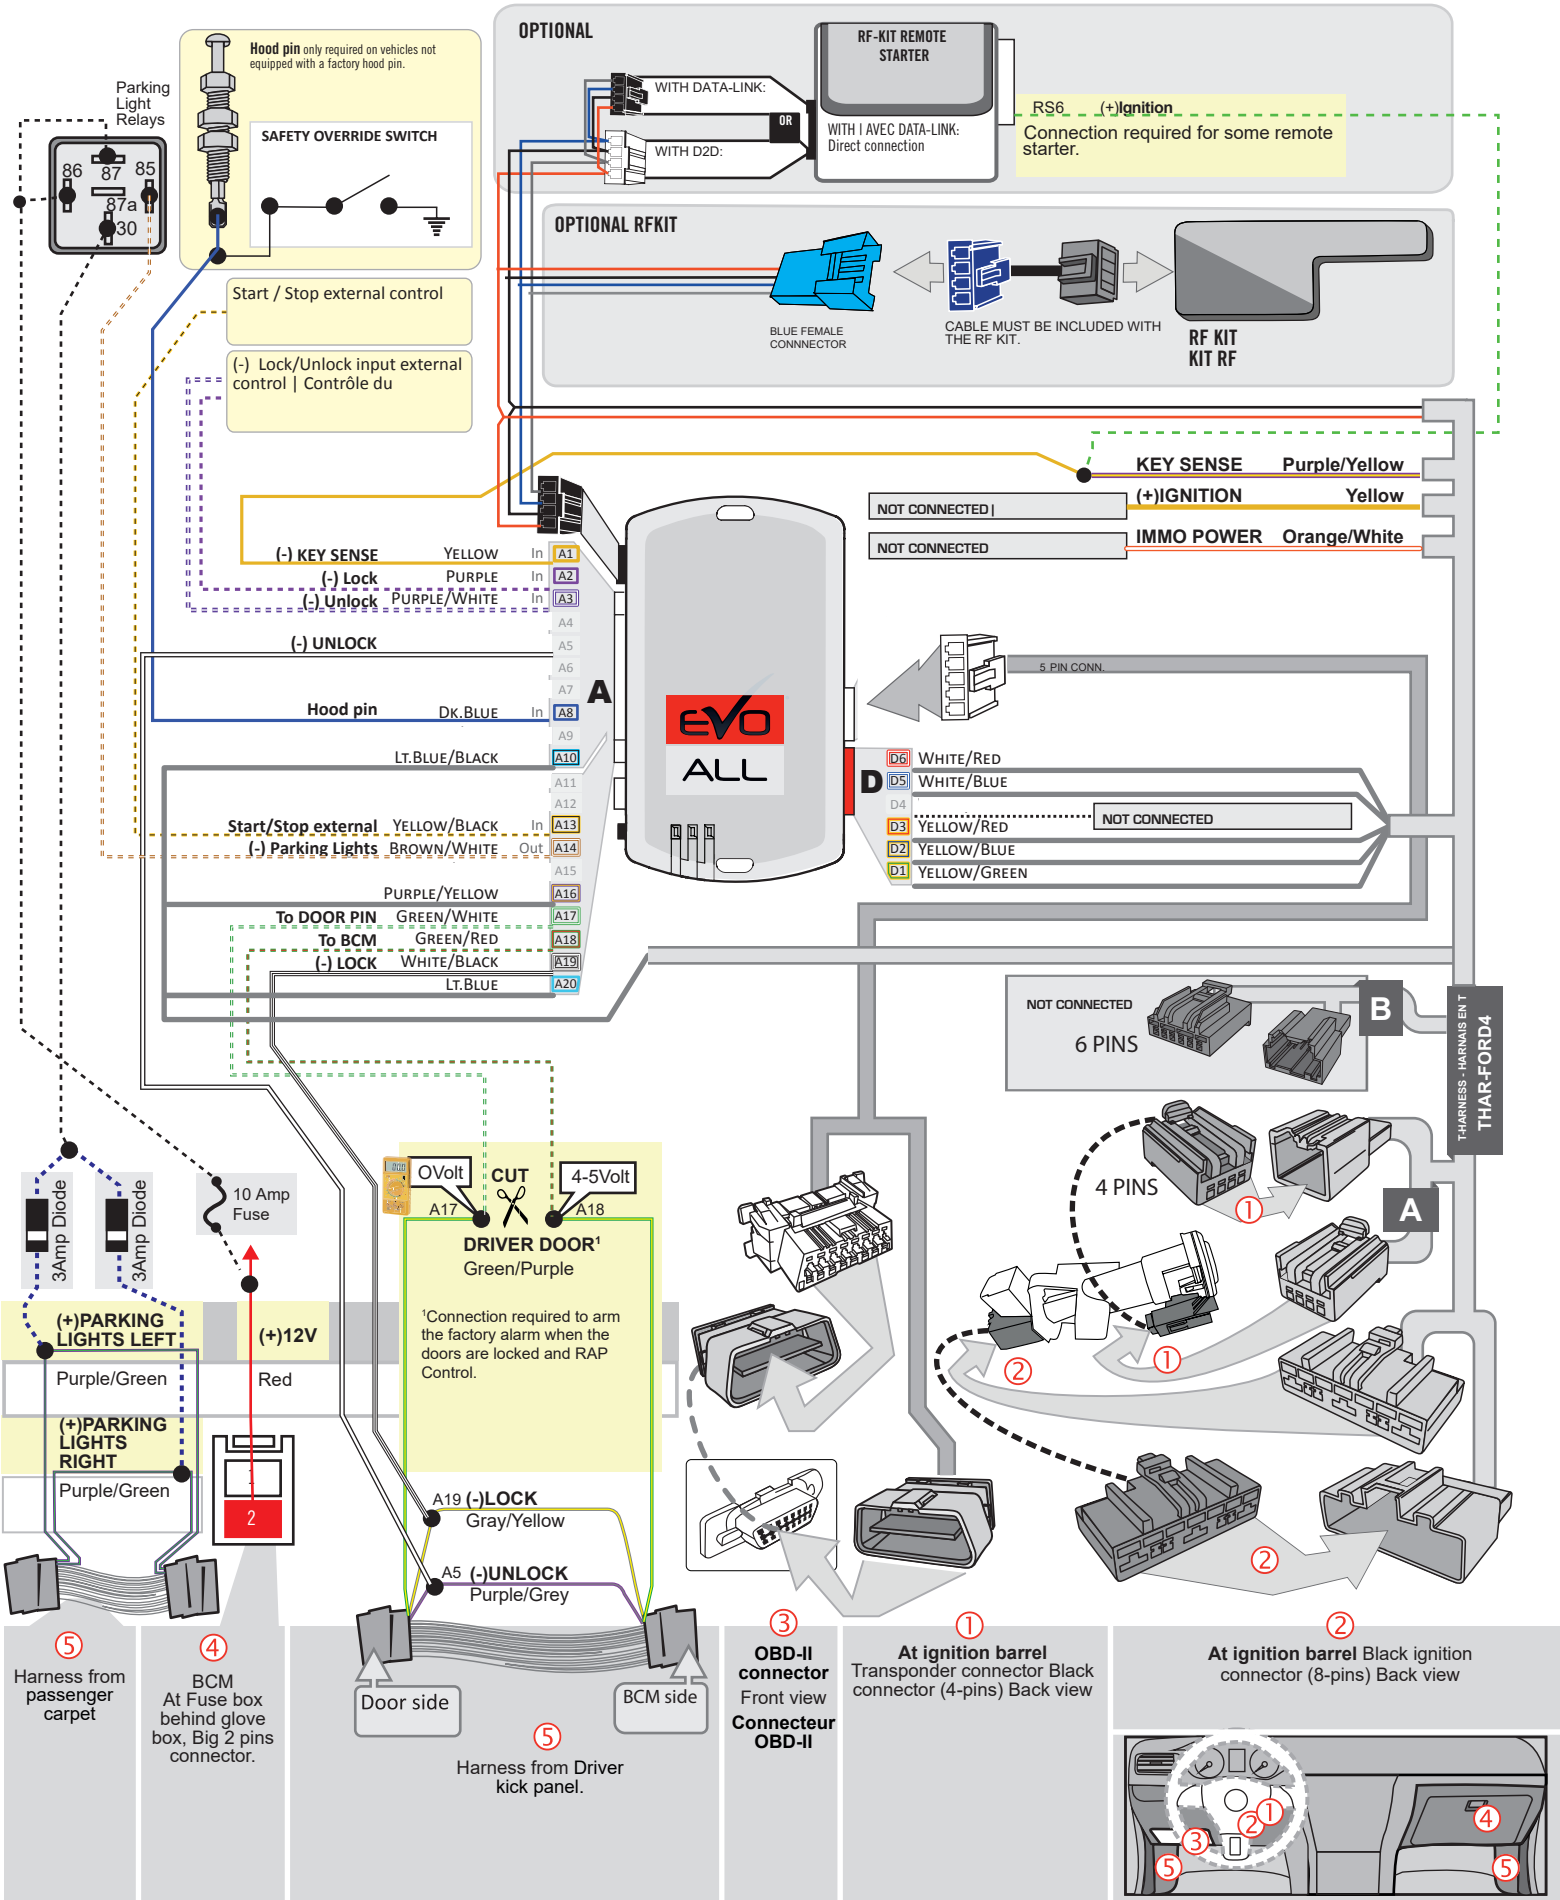 OPTIONAL
RF-KIT REMOTE
STARTER
WITH DATA-LINK:
OR
WITH D2D:
WITH I AVEC DATA-LINK:
Direct connection
RS6 (+)Ignition
Connection required for some remote
starter.
Hood pin only required on vehicles not
equipped with a factory hood pin.
SAFETY OVERRIDE SWITCH
Parking
Light
Relays
86
87
85
87a
30
OPTIONAL RFKIT
BLUE FEMALE
CONNNECTOR
CABLE MUST BE INCLUDED WITH
THE RF KIT.
RF KIT
KIT RF
Start / Stop external control
(-) Lock/Unlock input external
control | Contrôle du
KEY SENSE Purple/Yellow
NOT CONNECTED |
(+)IGNITION Yellow
NOT CONNECTED
IMMO POWER Orange/White
(-) KEY SENSE YELLOW In A1
(-) Lock PURPLE In A2
(-) Unlock PURPLE/WHITE In A3
A4
(-) UNLOCK A5
A6
A7
Hood pin DK.BLUE In A8
A9
LT.BLUE/BLACK A10
A11
A12
Start/Stop external YELLOW/BLACK In A13
(-) Parking Lights BROWN/WHITE Out A14
A15
PURPLE/YELLOW A16
To DOOR PIN GREEN/WHITE A17
To BCM GREEN/RED A18
(-) LOCK WHITE/BLACK A19
LT.BLUE A20
A
EVO
ALL
5 PIN CONN.
D
D6 WHITE/RED
D5 WHITE/BLUE
D4
NOT CONNECTED
D3 YELLOW/RED
D2 YELLOW/BLUE
D1 YELLOW/GREEN
NOT CONNECTED
6 PINS
B
T-HARNESS - HARNAIS EN T
THAR-FORD4
4 PINS
①
A
②
①
②
3Amp Diode
3Amp Diode
10 Amp
Fuse
(+)PARKING
LIGHTS LEFT
(+)12V
Purple/Green
Red
(+)PARKING
LIGHTS
RIGHT
Purple/Green
1
2
0Volt
CUT
4-5Volt
A17
A18
DRIVER DOOR¹
Green/Purple
¹Connection required to arm
the factory alarm when the
doors are locked and RAP
Control.
A19 (-)LOCK
Gray/Yellow
A5 (-)UNLOCK
Purple/Grey
Door side
BCM side
⑤
Harness from
passenger
carpet
④
BCM
At Fuse box
behind glove
box, Big 2 pins
connector.
⑤
Harness from Driver
kick panel.
③
OBD-II
connector
Front view
Connecteur
OBD-II
①
At ignition barrel
Transponder connector Black
connector (4-pins) Back view
②
At ignition barrel Black ignition
connector (8-pins) Back view
①
②
③
④
⑤
⑤